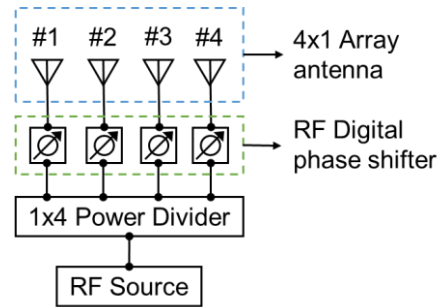 #1 #2 #3 #4
4x1 Array
antenna
RF Digital
phase shifter
1x4 Power Divider
RF Source